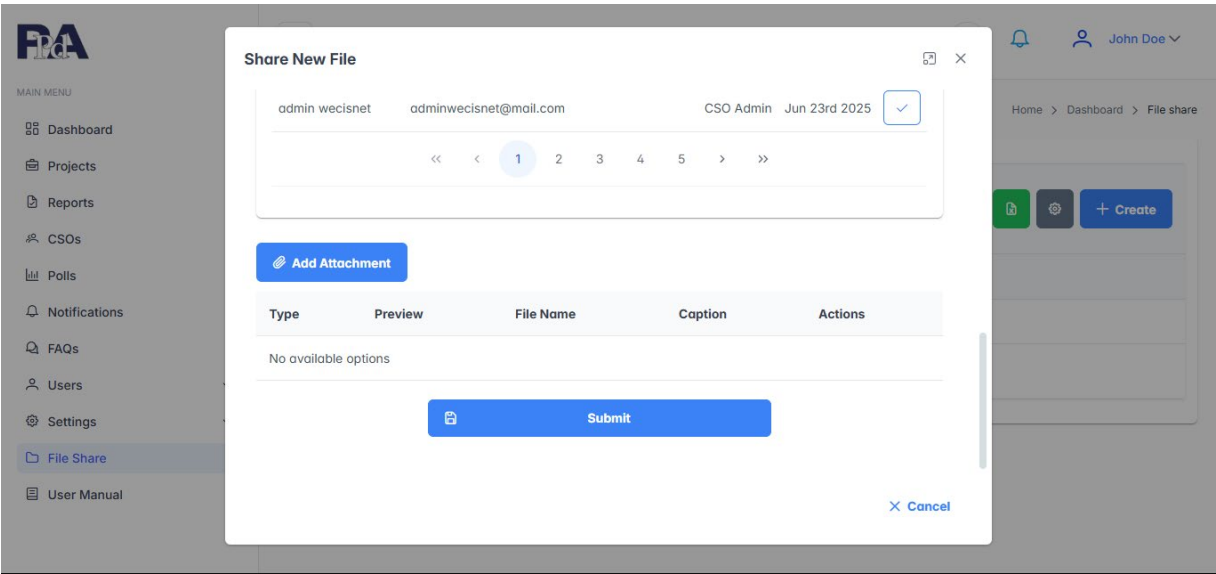 John Doe
MAIN MENU
Dashboard
Projects
Reports
CSOs
Polls
Notifications
FAQs
Users
Settings
File Share
User Manual
Home > Dashboard > File share
+ Create
Share New File
admin wecisnet adminwecisnet@mail.com CSO Admin Jun 23rd 2025
<< < 1 2 3 4 5 > >>
Add Attachment
Type Preview File Name Caption Actions
No available options
Submit
Cancel